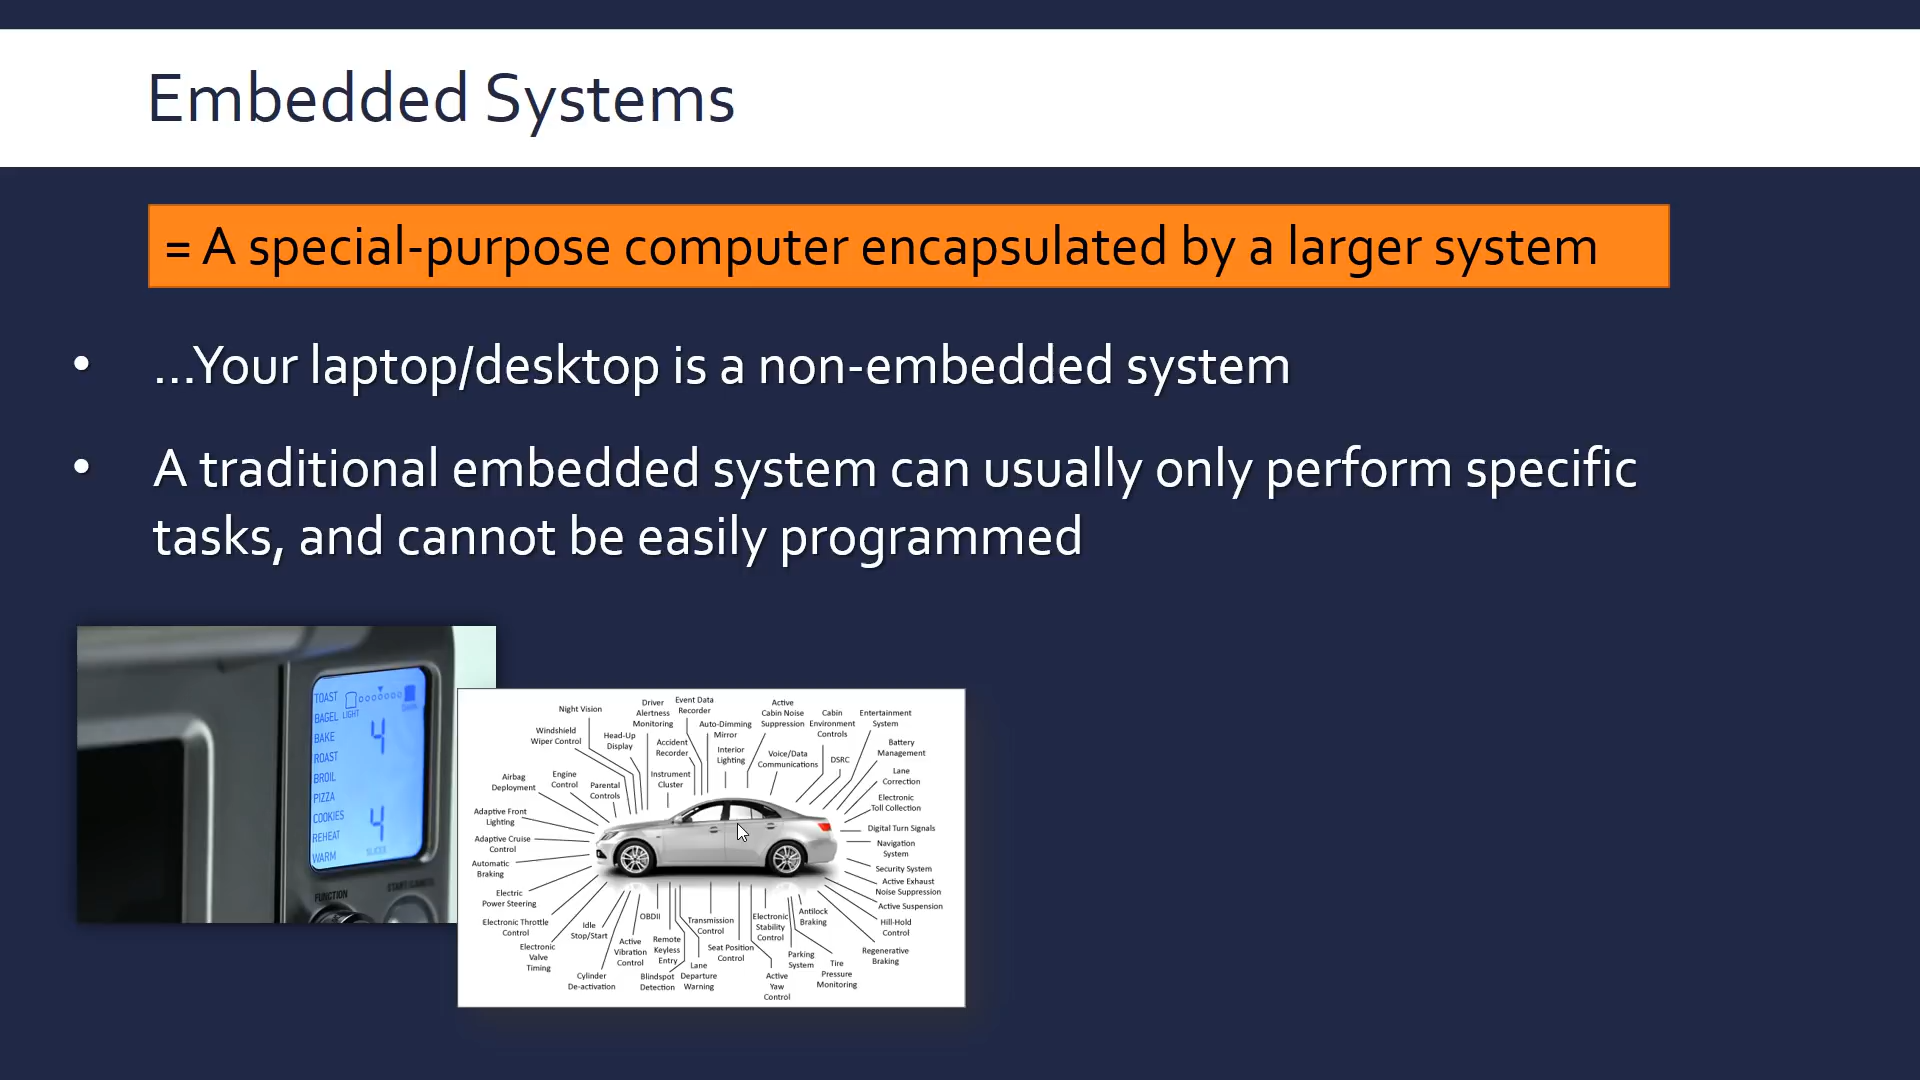 Embedded Systems
= A special-purpose computer encapsulated by a larger system
• ...Your laptop/desktop is a non-embedded system
• A traditional embedded system can usually only perform specific
tasks, and cannot be easily programmed
TOAST
BAGEL
LIGHT
BAKE
4
ROAST
BROIL
PIZZA
COOKIES
4
REHEAT
WARM
SLICES
FUNCTION
START/CANCEL
Night Vision
Driver
Alertness
Monitoring
Event Data
Recorder
Active
Cabin Noise
Suppression
Cabin
Environment
Controls
Entertainment
System
Windshield
Wiper Control
Head-Up
Display
Accident
Recorder
Auto-Dimming
Mirror
Interior
Lighting
Voice/Data
Communications
DSRC
Battery
Management
Airbag
Deployment
Engine
Control
Parental
Controls
Instrument
Cluster
Lane
Correction
Electronic
Toll Collection
Adaptive Front
Lighting
Digital Turn Signals
Adaptive Cruise
Control
Navigation
System
Automatic
Braking
Security System
Active Exhaust
Noise Suppression
Electric
Power Steering
Active Suspension
Electronic Throttle
Control
Idle
Stop/Start
OBDII
Transmission
Control
Electronic
Stability
Control
Antilock
Braking
Hill-Hold
Control
Electronic
Valve
Timing
Active
Vibration
Control
Remote
Keyless
Entry
Seat Position
Control
Parking
System
Regenerative
Braking
Cylinder
De-activation
Blindspot
Detection
Lane
Departure
Warning
Active
Yaw
Control
Tire
Pressure
Monitoring